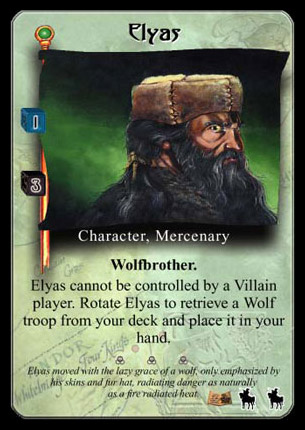 Elyas
1
3
Character, Mercenary
Wolfbrother.
Elyas cannot be controlled by a Villain
player. Rotate Elyas to retrieve a Wolf
troop from your deck and place it in your
hand.
Elyas moved with the lazy grace of a wolf, only emphasized by
his skins and fur hat, radiating danger as naturally
as a fire radiated heat.